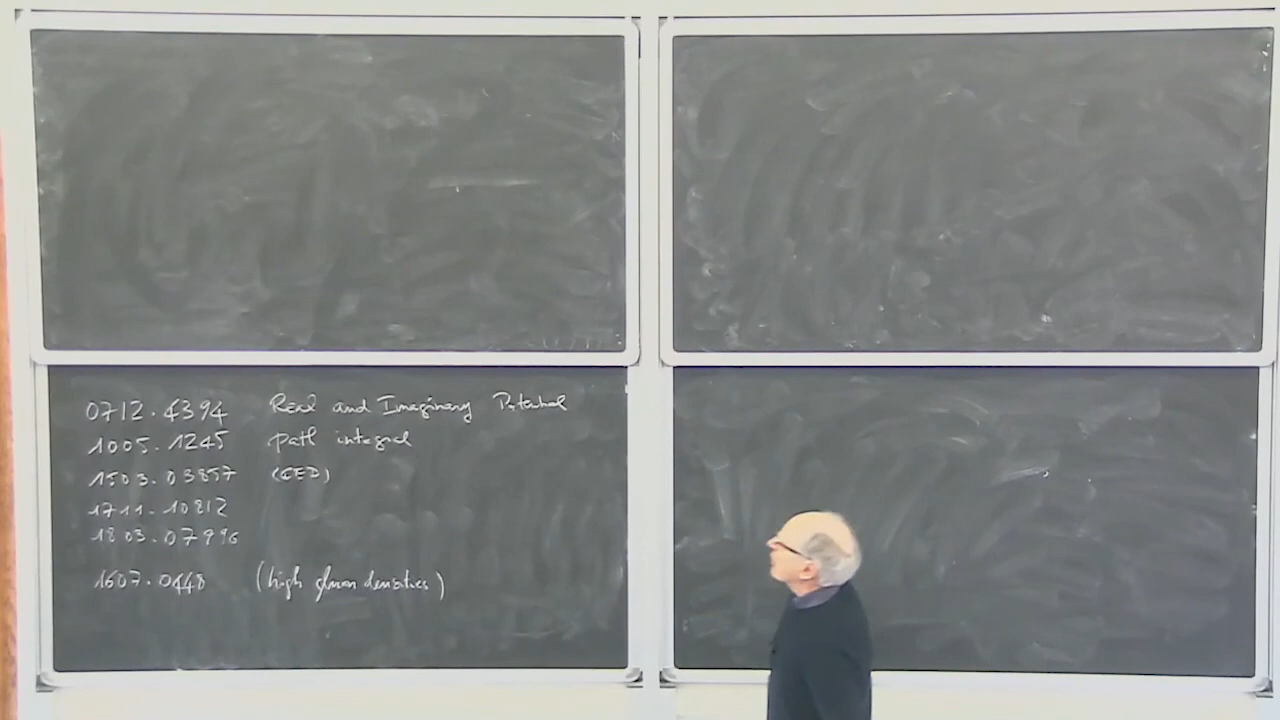 0712.4394 Real and Imaginary Potential
1005.1245 path integral
1503.03857 (QED)
1711.10812
1803.07996
1607.0448 (high gluon densities)